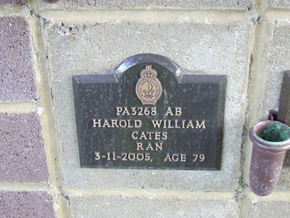 PA3268 AB
HAROLD WILLIAM
CATES
RAN
3-11-2005, AGE 79